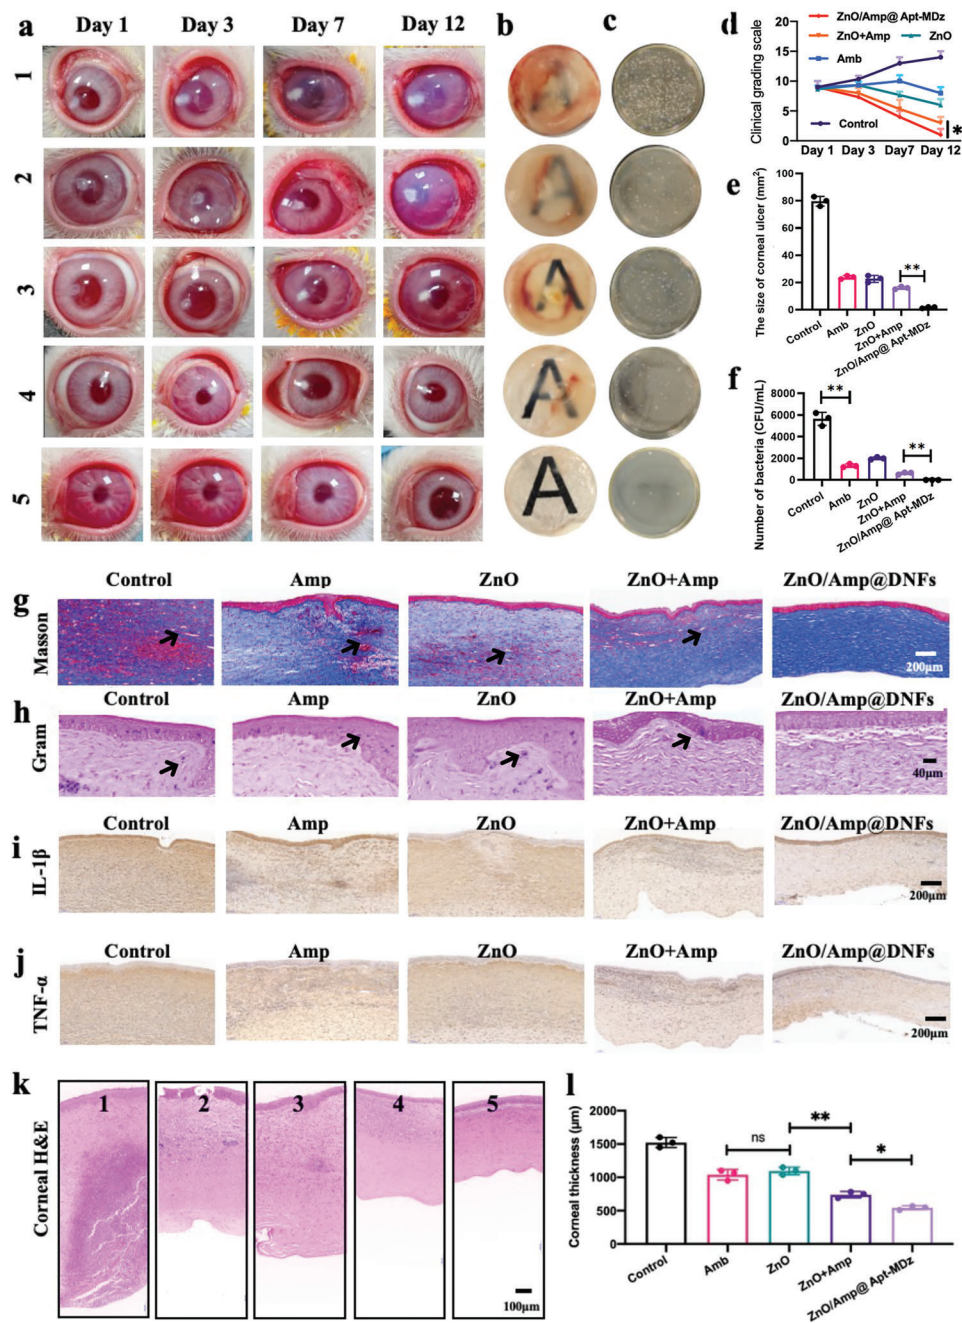 a Day 1 Day 3 Day 7 Day 12
1
2
3
4
5
b
A
A
A
A
A
c
d
ZnO/Amp@ Apt-MDz
ZnO+Amp ZnO
Amb
Control
Clinical grading scale
20
15
10
5
0
*
Day 1 Day 3 Day7 Day 12
e
The size of corneal ulcer (mm²)
100
80
60
40
20
0
**
Control Amb ZnO ZnO+Amp ZnO/Amp@ Apt-MDz
f
Number of bacteria (CFU/mL)
8000
6000
4000
2000
0
** **
Control Amb ZnO ZnO+Amp ZnO/Amp@ Apt-MDz
Control Amp ZnO ZnO+Amp ZnO/Amp@DNFs
g
Masson
200μm
h ZnO/Amp@DNFs
Control Amp ZnO ZnO+Amp
Gram
40μm
Control Amp ZnO ZnO+Amp ZnO/Amp@DNFs
i
IL-1β
200μm
Control Amp ZnO ZnO+Amp ZnO/Amp@DNFs
j
TNF-α
200μm
k
Corneal H&E
1 2 3 4 5
100μm
l
Corneal thickness (μm)
2000
1500
1000
500
0
ns ** *
Control Amb ZnO ZnO+Amp ZnO/Amp@ Apt-MDz